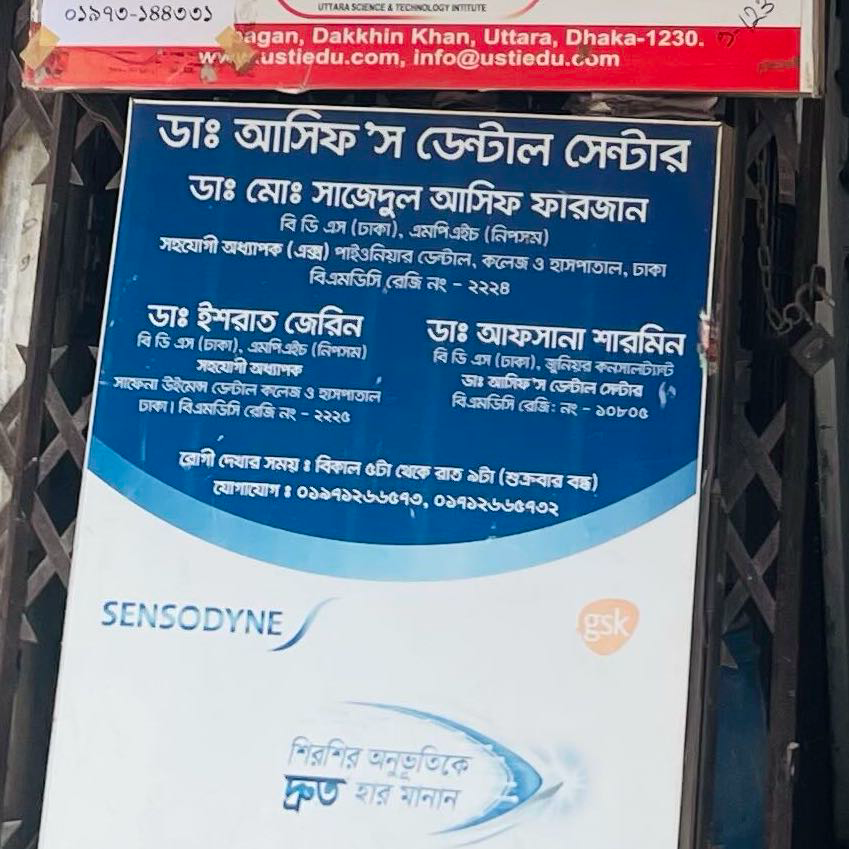 UTTARA SCIENCE & TECHNOLOGY INTITUTE
০১৯৭৩-১৪৪৩৩১
Dakkhin Khan, Uttara, Dhaka-1230.
ustiedu.com, info@ustiedu.com
ডাঃ আসিফ'স ডেন্টাল সেন্টার
ডাঃ মোঃ সাজেদুল আসিফ ফারজান
বি ডি এস (ঢাকা), এমপিএইচ (নিপসম)
সহযোগী অধ্যাপক (এক্স) পাইওনিয়ার ডেন্টাল, কলেজ ও হাসপাতাল, ঢাকা
বিএমডিসি রেজি নং - ২২২৪
ডাঃ ইশরাত জেরিন
বি ডি এস (ঢাকা), এমপিএইচ (নিপসম)
সহযোগী অধ্যাপক
সাফেনা উইমেন্স ডেন্টাল কলেজ ও হাসপাতাল
ঢাকা। বিএমডিসি রেজি নং - ২২২৫
ডাঃ আফসানা শারমিন
বি ডি এস (ঢাকা), জুনিয়র কনসালট্যান্ট
ডাঃ আসিফ'স ডেন্টাল সেন্টার
বিএমডিসি রেজি: নং - ১০৮০৫
রোগী দেখার সময় ঃ বিকাল ৫টা থেকে রাত ৯টা (শুক্রবার বন্ধ)
যোগাযোগ ঃ ০১৯১১২৬৬৫৭৩, ০১৭১২৬৬৫৭৩২
SENSODYNE
gsk
শিরশির অনুভূতিকে
দ্রুত হার মানান